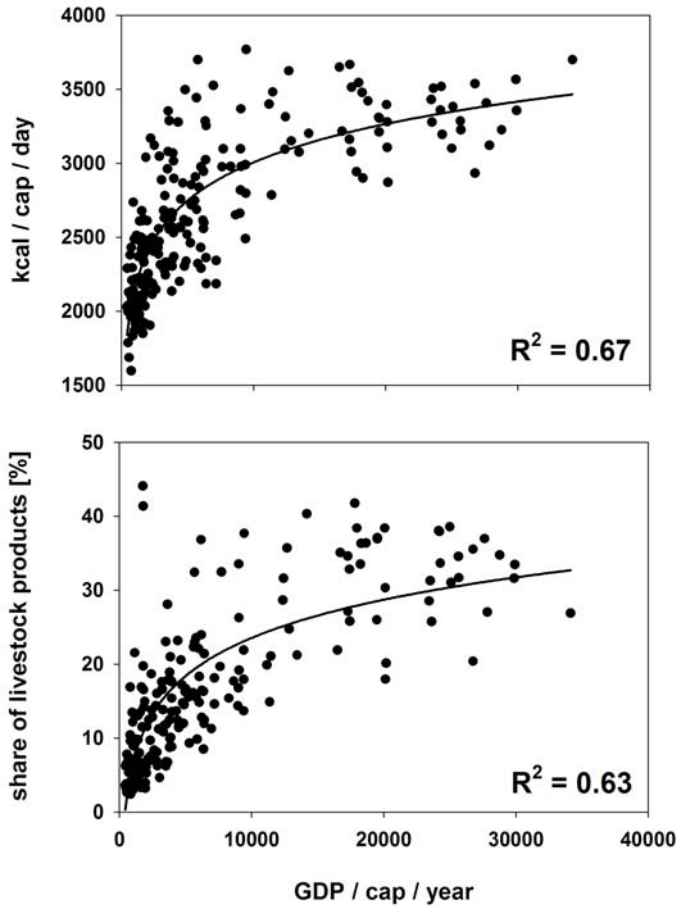 4000
3500
3000
2500
2000
1500
kcal / cap / day
R² = 0.67
50
40
30
20
10
0
share of livestock products [%]
R² = 0.63
0 10000 20000 30000 40000
GDP / cap / year